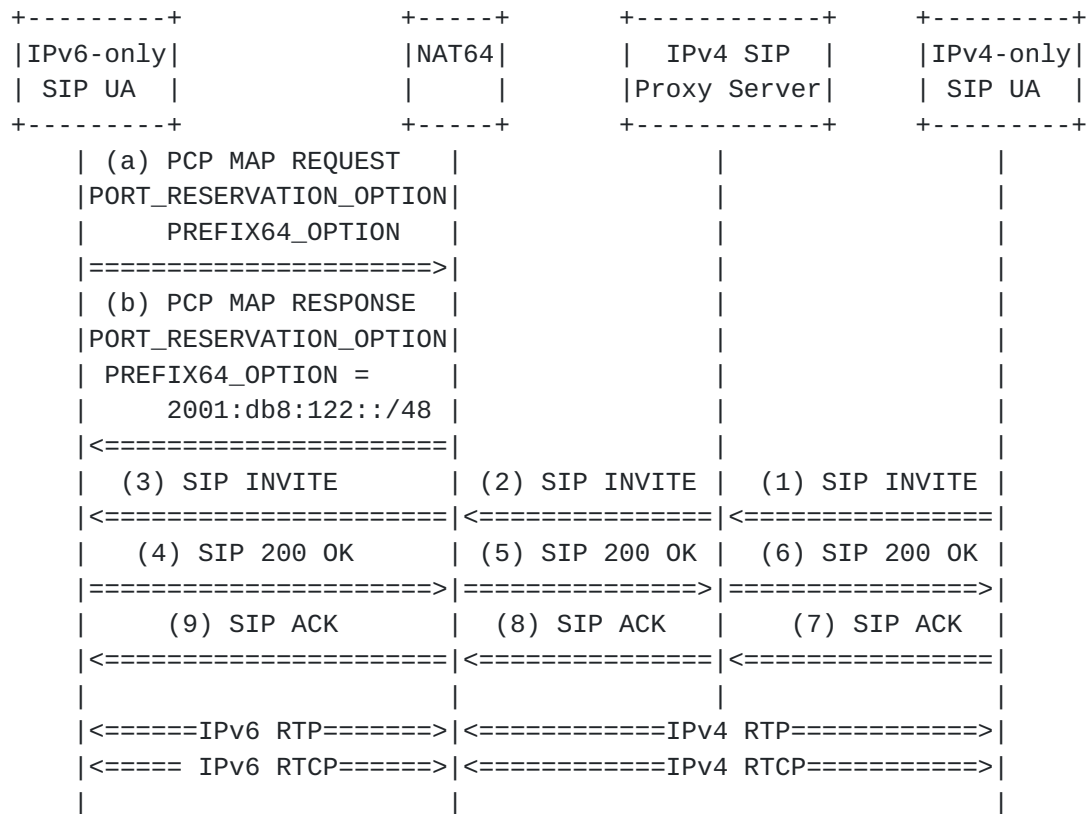 +---------+              +-----+       +------------+     +---------+
|IPv6-only|              |NAT64|       |  IPv4 SIP  |     |IPv4-only|
| SIP UA  |              |     |       |Proxy Server|     | SIP UA  |
+---------+              +-----+       +------------+     +---------+
    | (a) PCP MAP REQUEST   |                |                 |
    |PORT_RESERVATION_OPTION|                |                 |
    |     PREFIX64_OPTION   |                |                 |
    |======================>|                |                 |
    | (b) PCP MAP RESPONSE  |                |                 |
    |PORT_RESERVATION_OPTION|                |                 |
    | PREFIX64_OPTION =     |                |                 |
    |     2001:db8:122::/48 |                |                 |
    |<======================|                |                 |
    |  (3) SIP INVITE       | (2) SIP INVITE |  (1) SIP INVITE |
    |<======================|<===============|<================|
    |   (4) SIP 200 OK      | (5) SIP 200 OK |  (6) SIP 200 OK |
    |======================>|===============>|================>|
    |     (9) SIP ACK       |  (8) SIP ACK   |    (7) SIP ACK  |
    |<======================|<===============|<================|
    |                       |                |                 |
    |<======IPv6 RTP=======>|<============IPv4 RTP============>|
    |<===== IPv6 RTCP======>|<============IPv4 RTCP===========>|
    |                       |                                  |